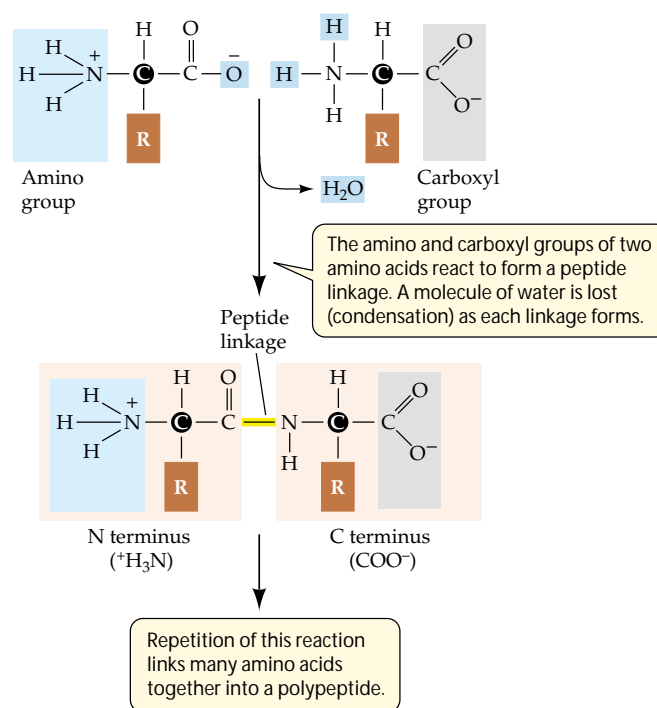 H H O − H H O
H + N C C O H N C C
H H O−
R R
Amino
group
H2O
Carboxyl
group
The amino and carboxyl groups of two
amino acids react to form a peptide
linkage. A molecule of water is lost
(condensation) as each linkage forms.
Peptide
linkage
H H O H O
H + N C C N C C
H H O−
R R
N terminus
(⁺H₃N)
C terminus
(COO⁻)
Repetition of this reaction
links many amino acids
together into a polypeptide.